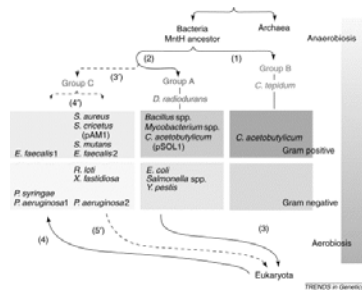 Bacteria
MntH ancestor
Archaea
Anaerobiosis
(2)
(1)
(3')
Group C
Group A
Group B
(4')
D. radiodurans
C. tepidum
S. aureus
S. cricetus
(pAM1)
S. mutans
E. faecalis1
E. faecalis2
Bacillus spp.
Mycobacterium spp.
C. acetobutylicum
(pSOL1)
C. acetobutylicum
Gram positive
R. loti
X. fastidiosa
P. syringae
P. aeruginosa1
P. aeruginosa2
E. coli
Salmonella spp.
Y. pestis
Gram negative
(4)
(5')
(3)
Aerobiosis
Eukaryota
TRENDS in Genetics